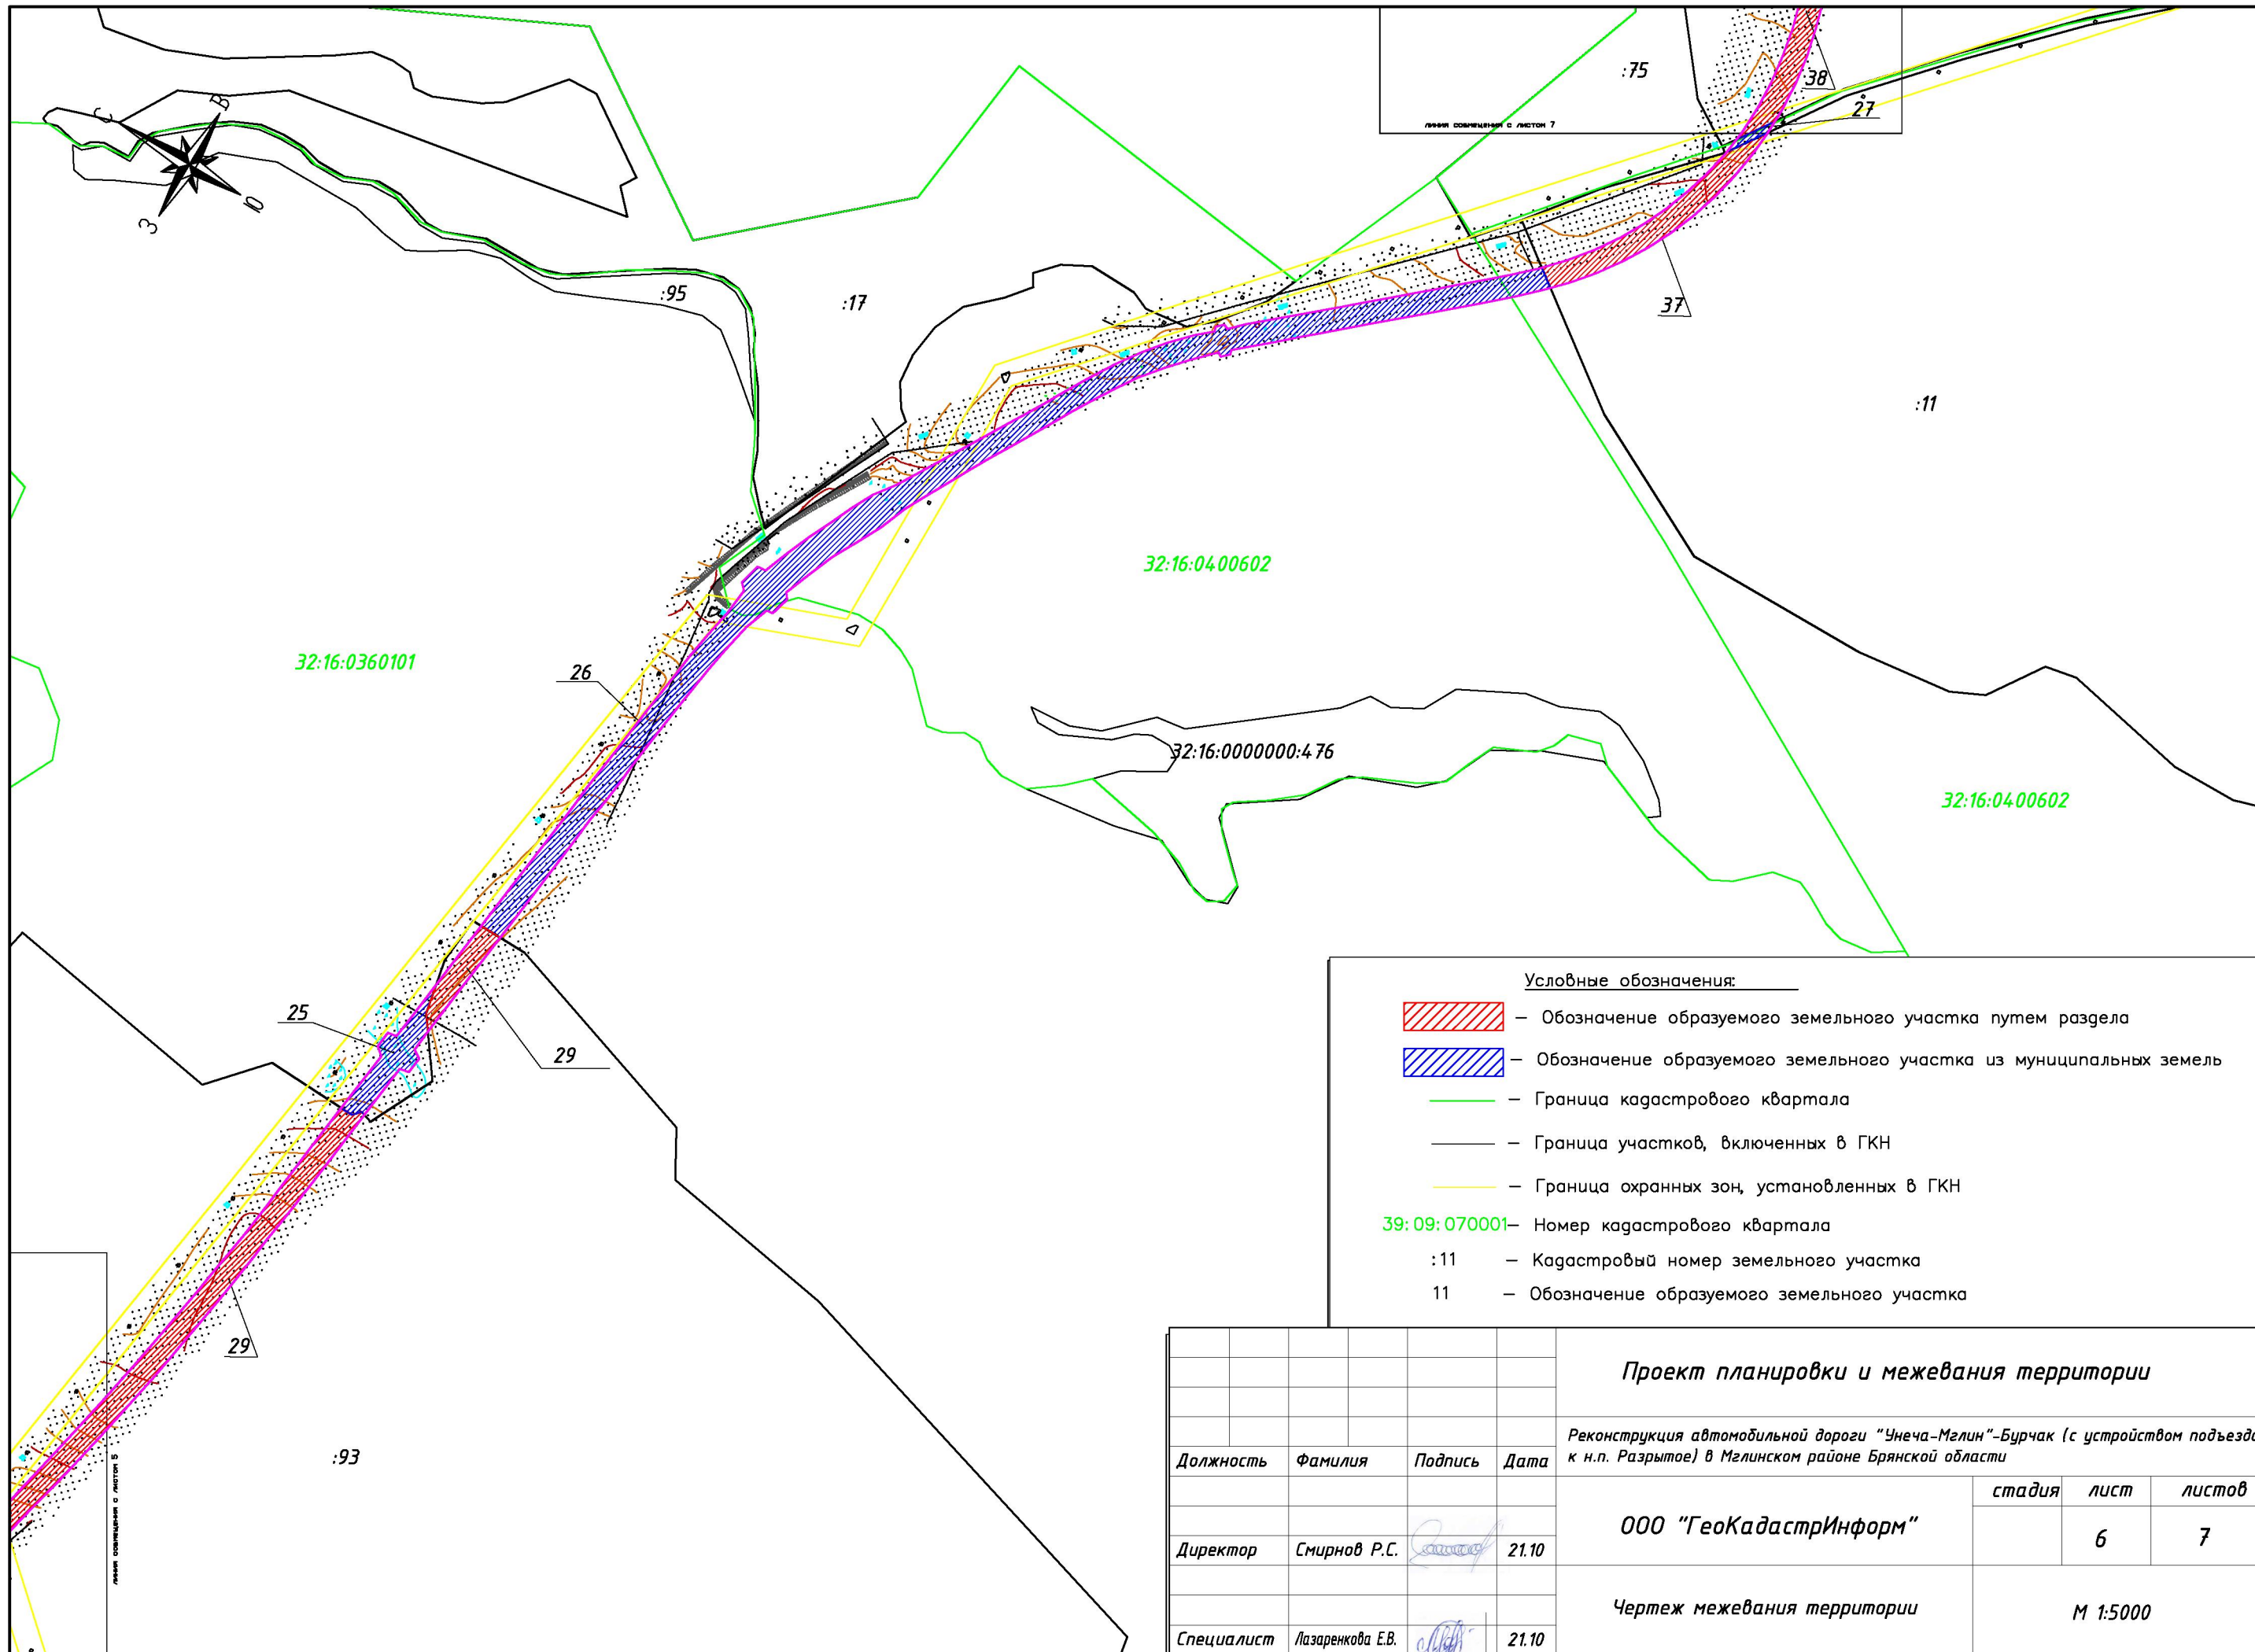 :75
38
27
линия совмещения с листом 7
С
В
З
Ю
:95
:17
37
:11
32:16:0400602
32:16:0360101
26
32:16:0000000:476
32:16:0400602
25
29
29
:93
линия совмещения с листом 5
Условные обозначения:
– Обозначение образуемого земельного участка путем раздела
– Обозначение образуемого земельного участка из муниципальных земель
– Граница кадастрового квартала
– Граница участков, включенных в ГКН
– Граница охранных зон, установленных в ГКН
39:09:070001– Номер кадастрового квартала
:11 – Кадастровый номер земельного участка
11 – Обозначение образуемого земельного участка
Проект планировки и межевания территории
Реконструкция автомобильной дороги "Унеча-Мглин"-Бурчак (с устройством подъезда
к н.п. Разрытое) в Мглинском районе Брянской области
Должность Фамилия Подпись Дата
стадия лист листов
ООО "ГеоКадастрИнформ"
6 7
Директор Смирнов Р.С. 21.10
Чертеж межевания территории
М 1:5000
Специалист Лазаренкова Е.В. 21.10